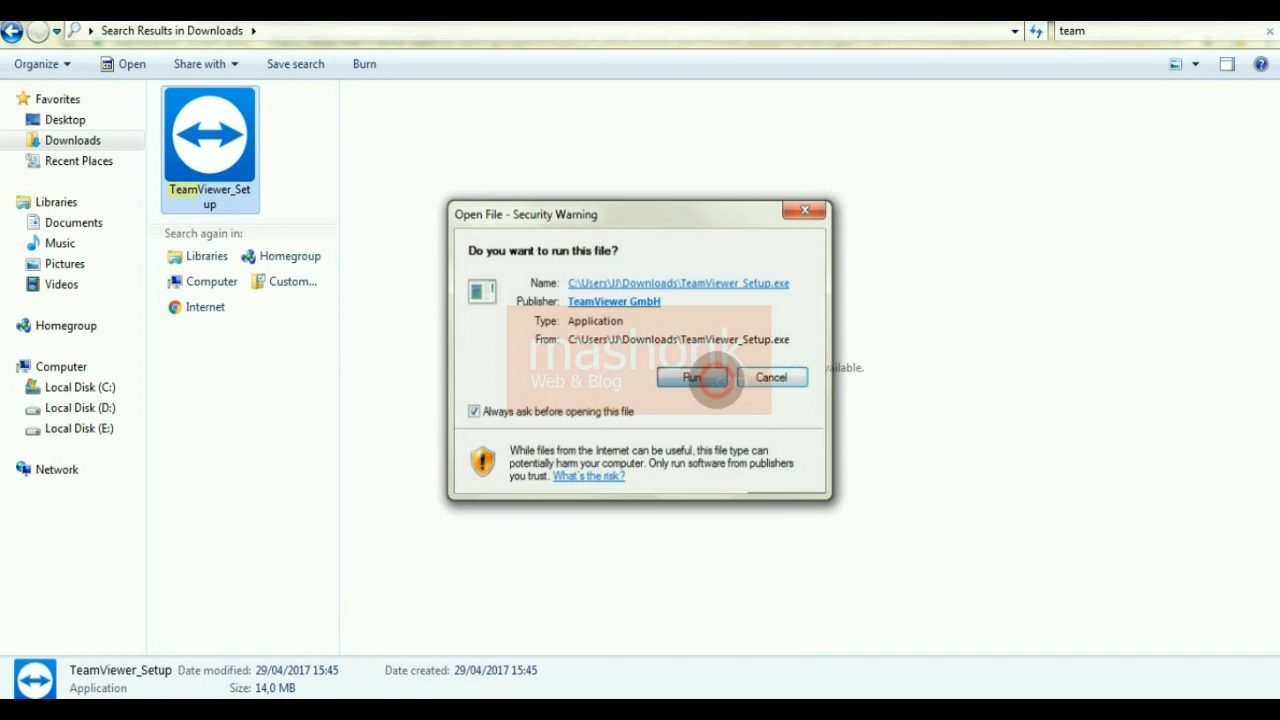 Search Results in Downloads
team
Organize
Open
Share with
Save search
Burn
Favorites
Desktop
Downloads
Recent Places
Libraries
Documents
Music
Pictures
Videos
Homegroup
Computer
Local Disk (C:)
Local Disk (D:)
Local Disk (E:)
Network
TeamViewer_Set
up
Search again in:
Libraries
Homegroup
Computer
Custom...
Internet
Open File - Security Warning
Do you want to run this file?
Name: C:\Users\JJ\Downloads\TeamViewer_Setup.exe
Publisher: TeamViewer GmbH
Type: Application
From: C:\Users\JJ\Downloads\TeamViewer_Setup.exe
mashonk
Web & Blog
Run
Cancel
Always ask before opening this file
While files from the Internet can be useful, this file type can
potentially harm your computer. Only run software from publishers
you trust. What's the risk?
TeamViewer_Setup Date modified: 29/04/2017 15:45 Date created: 29/04/2017 15:45
Application Size: 14,0 MB